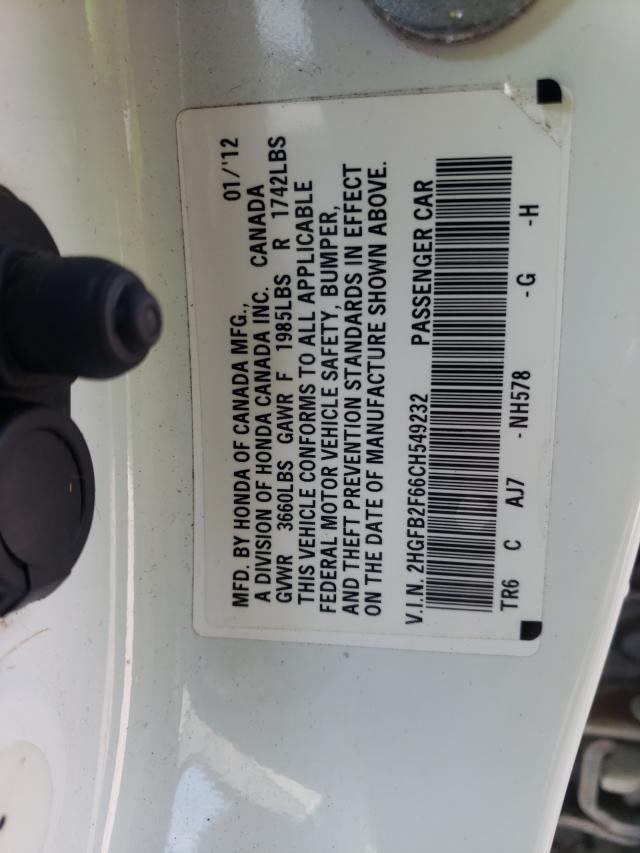 MFD. BY HONDA OF CANADA MFG., 01/'12
A DIVISION OF HONDA CANADA INC. CANADA
GVWR 3660LBS GAWR F 1985LBS R 1742LBS
THIS VEHICLE CONFORMS TO ALL APPLICABLE
FEDERAL MOTOR VEHICLE SAFETY, BUMPER,
AND THEFT PREVENTION STANDARDS IN EFFECT
ON THE DATE OF MANUFACTURE SHOWN ABOVE.
V.I.N. 2HGFB2F66CH549232 PASSENGER CAR
TR6 C AJ7 -NH578 -G -H